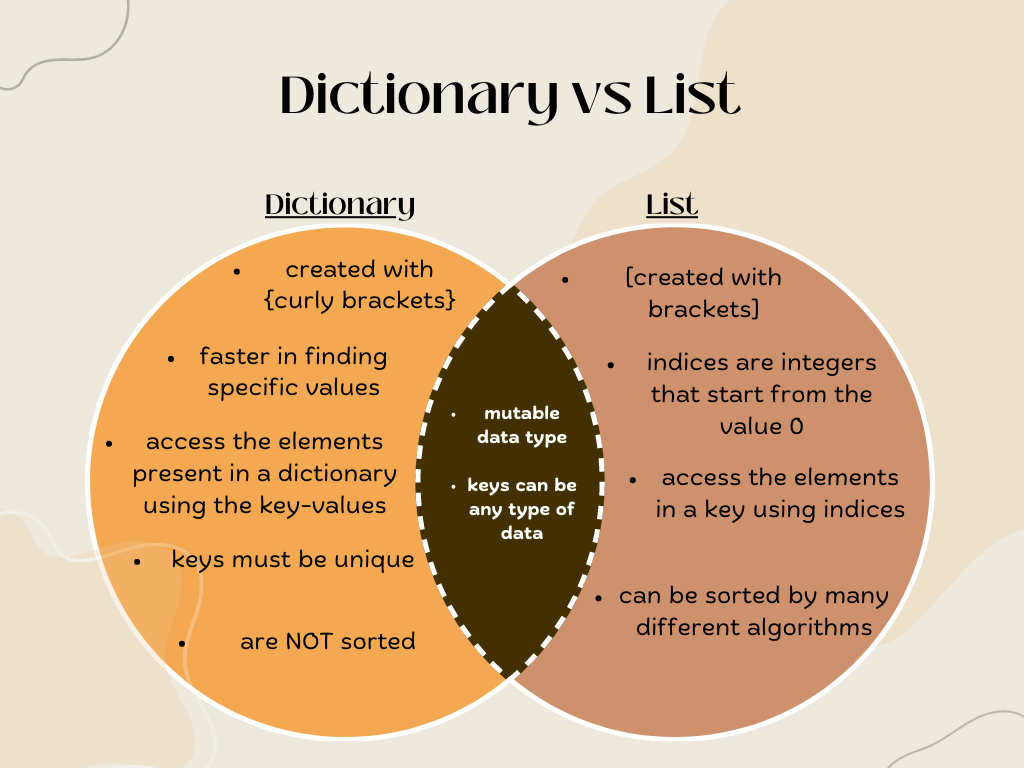 Dictionary vs List
Dictionary
• created with
{curly brackets}
• faster in finding
specific values
• access the elements
present in a dictionary
using the key-values
• keys must be unique
• are NOT sorted
• mutable
data type
• keys can be
any type of
data
List
• [created with
brackets]
• indices are integers
that start from the
value 0
• access the elements
in a key using indices
• can be sorted by many
different algorithms